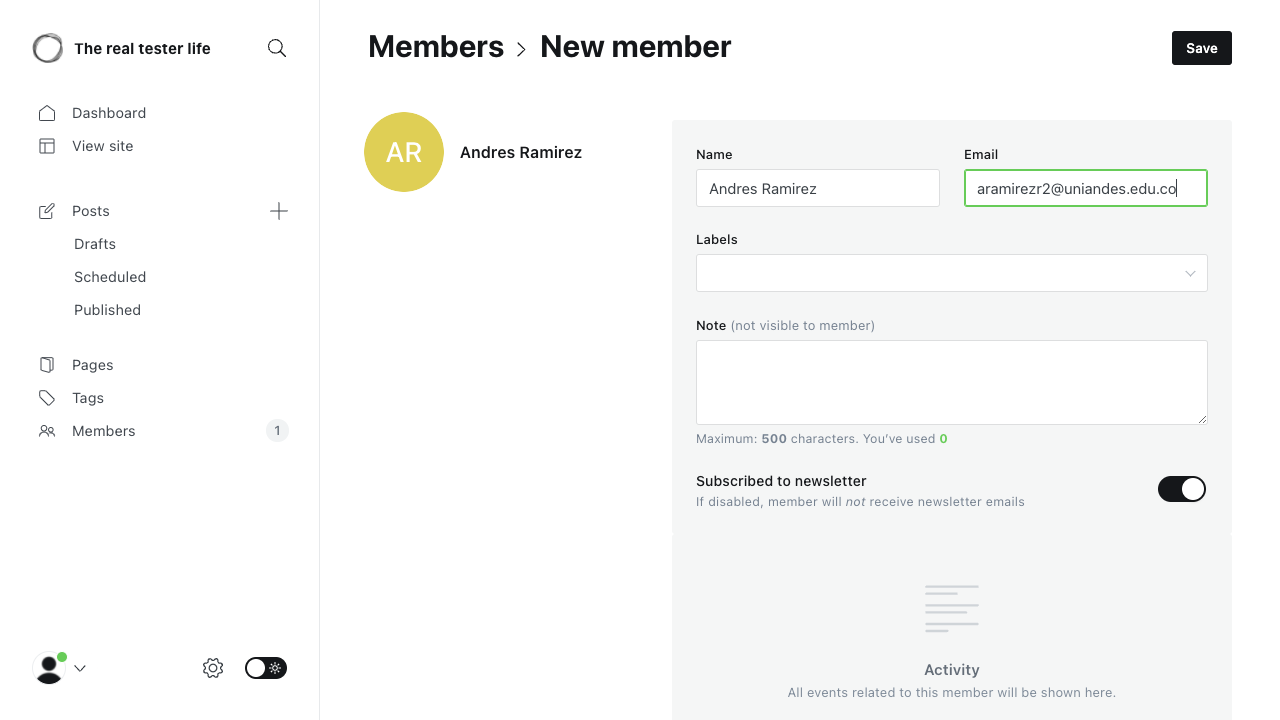 The real tester life
Dashboard
View site
Posts
Drafts
Scheduled
Published
Pages
Tags
Members
1
Members
New member
Save
AR
Andres Ramirez
Name
Email
Andres Ramirez
aramirezr2@uniandes.edu.co
Labels
Note (not visible to member)
Maximum: 500 characters. You’ve used 0
Subscribed to newsletter
If disabled, member will not receive newsletter emails
Activity
All events related to this member will be shown here.